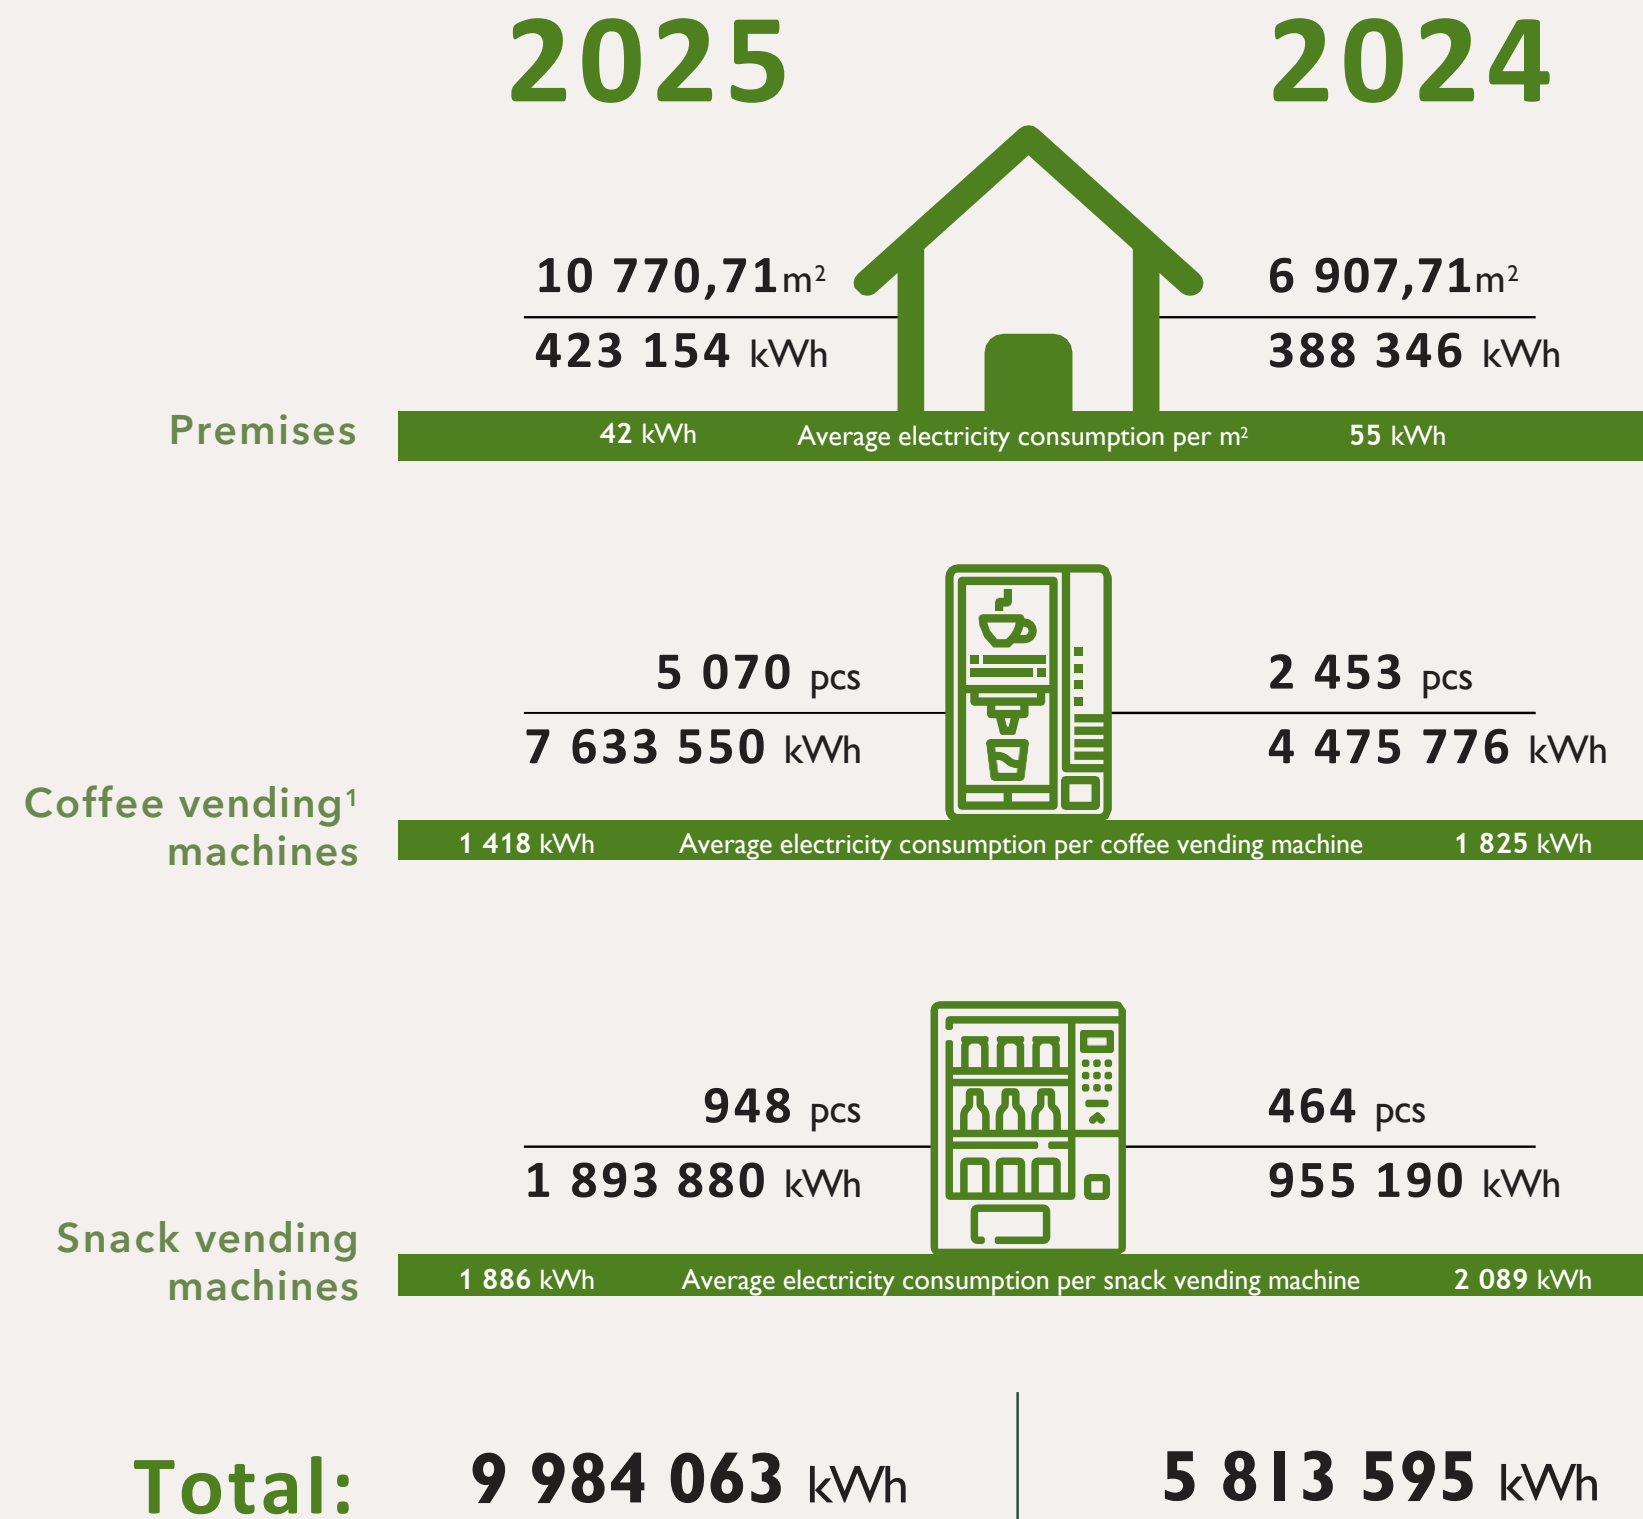 2025 2024
10 770,71m² 6 907,71m²
423 154 kWh 388 346 kWh
Premises
42 kWh Average electricity consumption per m² 55 kWh
5 070 pcs 2 453 pcs
7 633 550 kWh 4 475 776 kWh
Coffee vending¹
machines
1 418 kWh Average electricity consumption per coffee vending machine 1 825 kWh
948 pcs 464 pcs
1 893 880 kWh 955 190 kWh
Snack vending
machines
1 886 kWh Average electricity consumption per snack vending machine 2 089 kWh
Total: 9 984 063 kWh 5 813 595 kWh